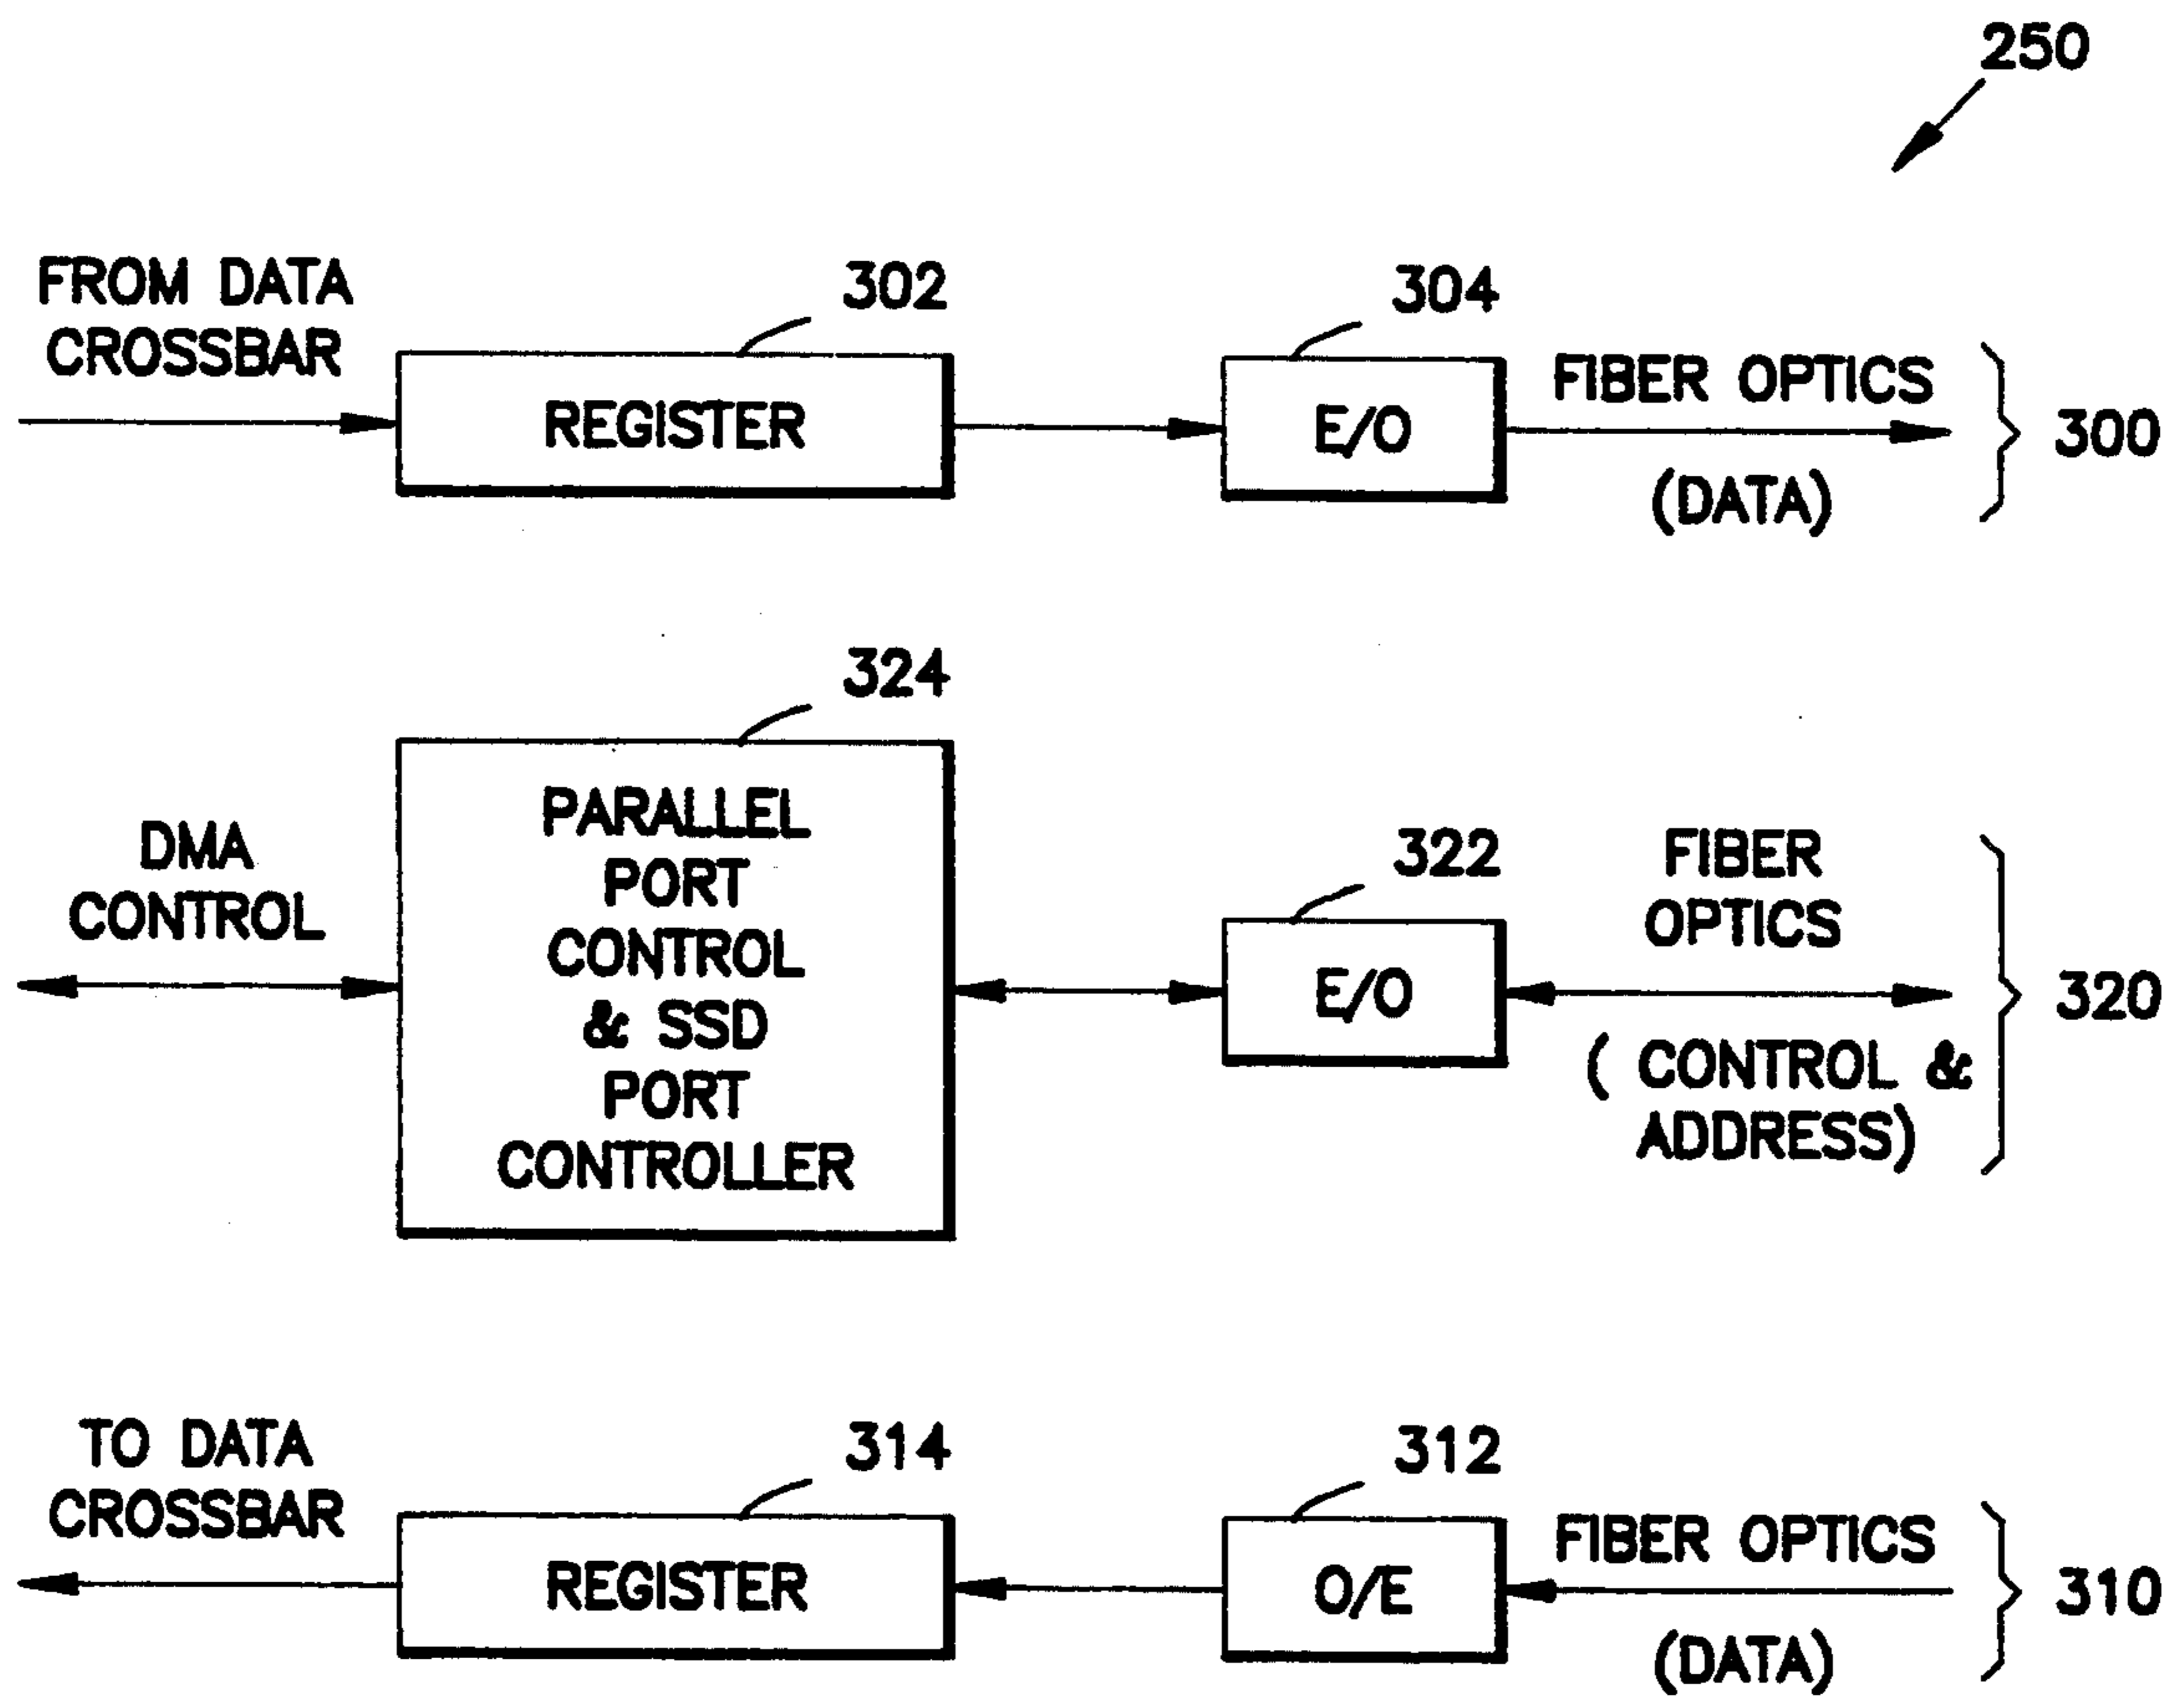 250
FROM DATA
CROSSBAR
302
REGISTER
304
E/O
FIBER OPTICS
(DATA)
300
DMA
CONTROL
324
PARALLEL
PORT
CONTROL
& SSD
PORT
CONTROLLER
322
E/O
FIBER
OPTICS
( CONTROL &
ADDRESS)
320
TO DATA
CROSSBAR
314
REGISTER
312
O/E
FIBER OPTICS
(DATA)
310